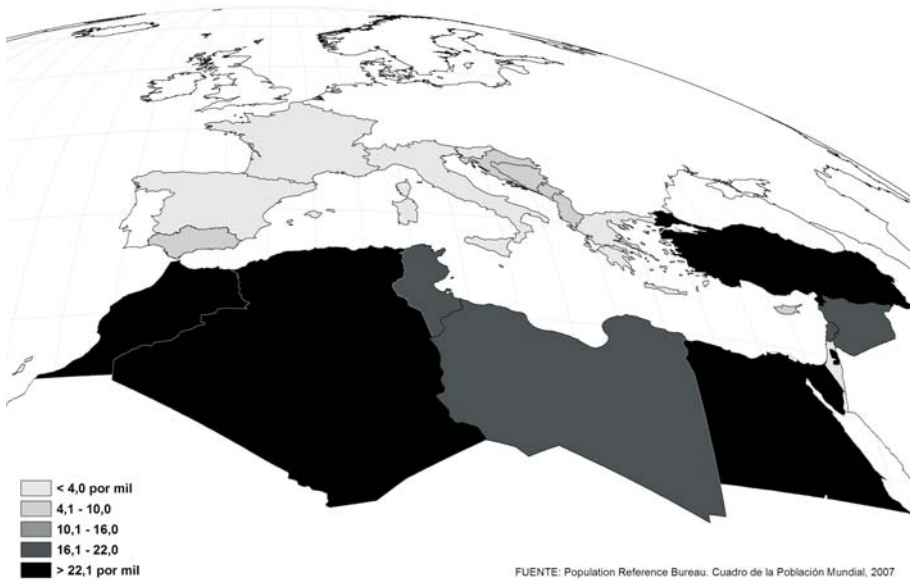 < 4,0 por mil
4,1 - 10,0
10,1 - 16,0
16,1 - 22,0
> 22,1 por mil
FUENTE: Population Reference Bureau. Cuadro de la Población Mundial, 2007